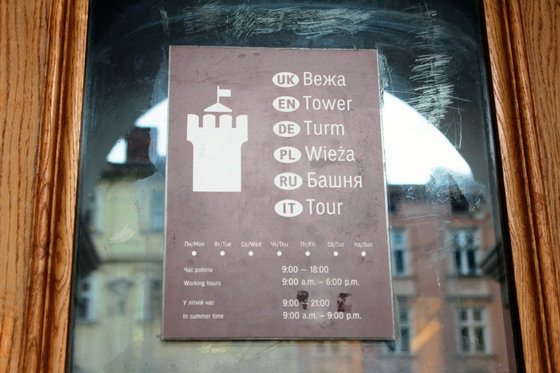 UK Вежа
EN Tower
DE Turm
PL Wieża
RU Башня
IT Tour
Пн/Mon Вт/Tue Ср/Wed Чт/Thu Пт/Fri Сб/Sat Нд/Sun
Час роботи 9:00 — 18:00
Working hours 9:00 a.m. — 6:00 p.m.
У літній час 9:00 — 21:00
In summer time 9:00 a.m. — 9:00 p.m.